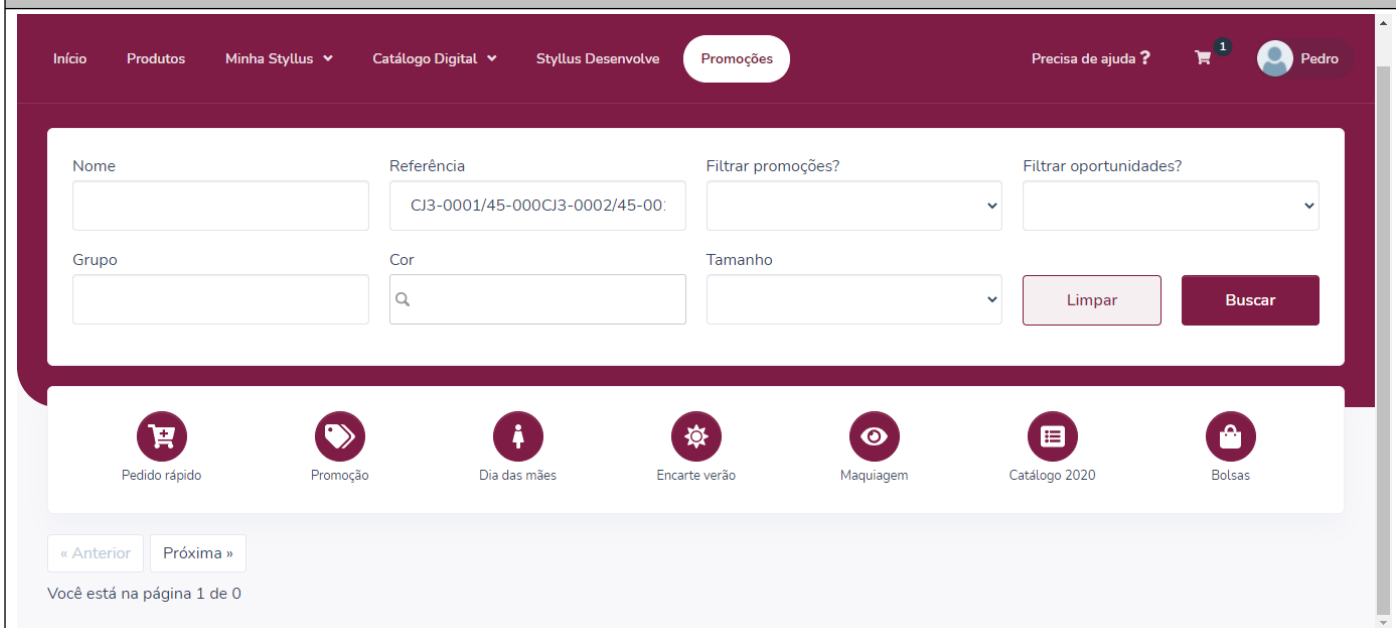 Início Produtos Minha Styllus Catálogo Digital Styllus Desenvolve Promoções Precisa de ajuda ? 1 Pedro
Nome Referência Filtrar promoções? Filtrar oportunidades?
CJ3-0001/45-000CJ3-0002/45-00
Grupo Cor Tamanho
Limpar Buscar
Pedido rápido Promoção Dia das mães Encarte verão Maquiagem Catálogo 2020 Bolsas
« Anterior Próxima »
Você está na página 1 de 0